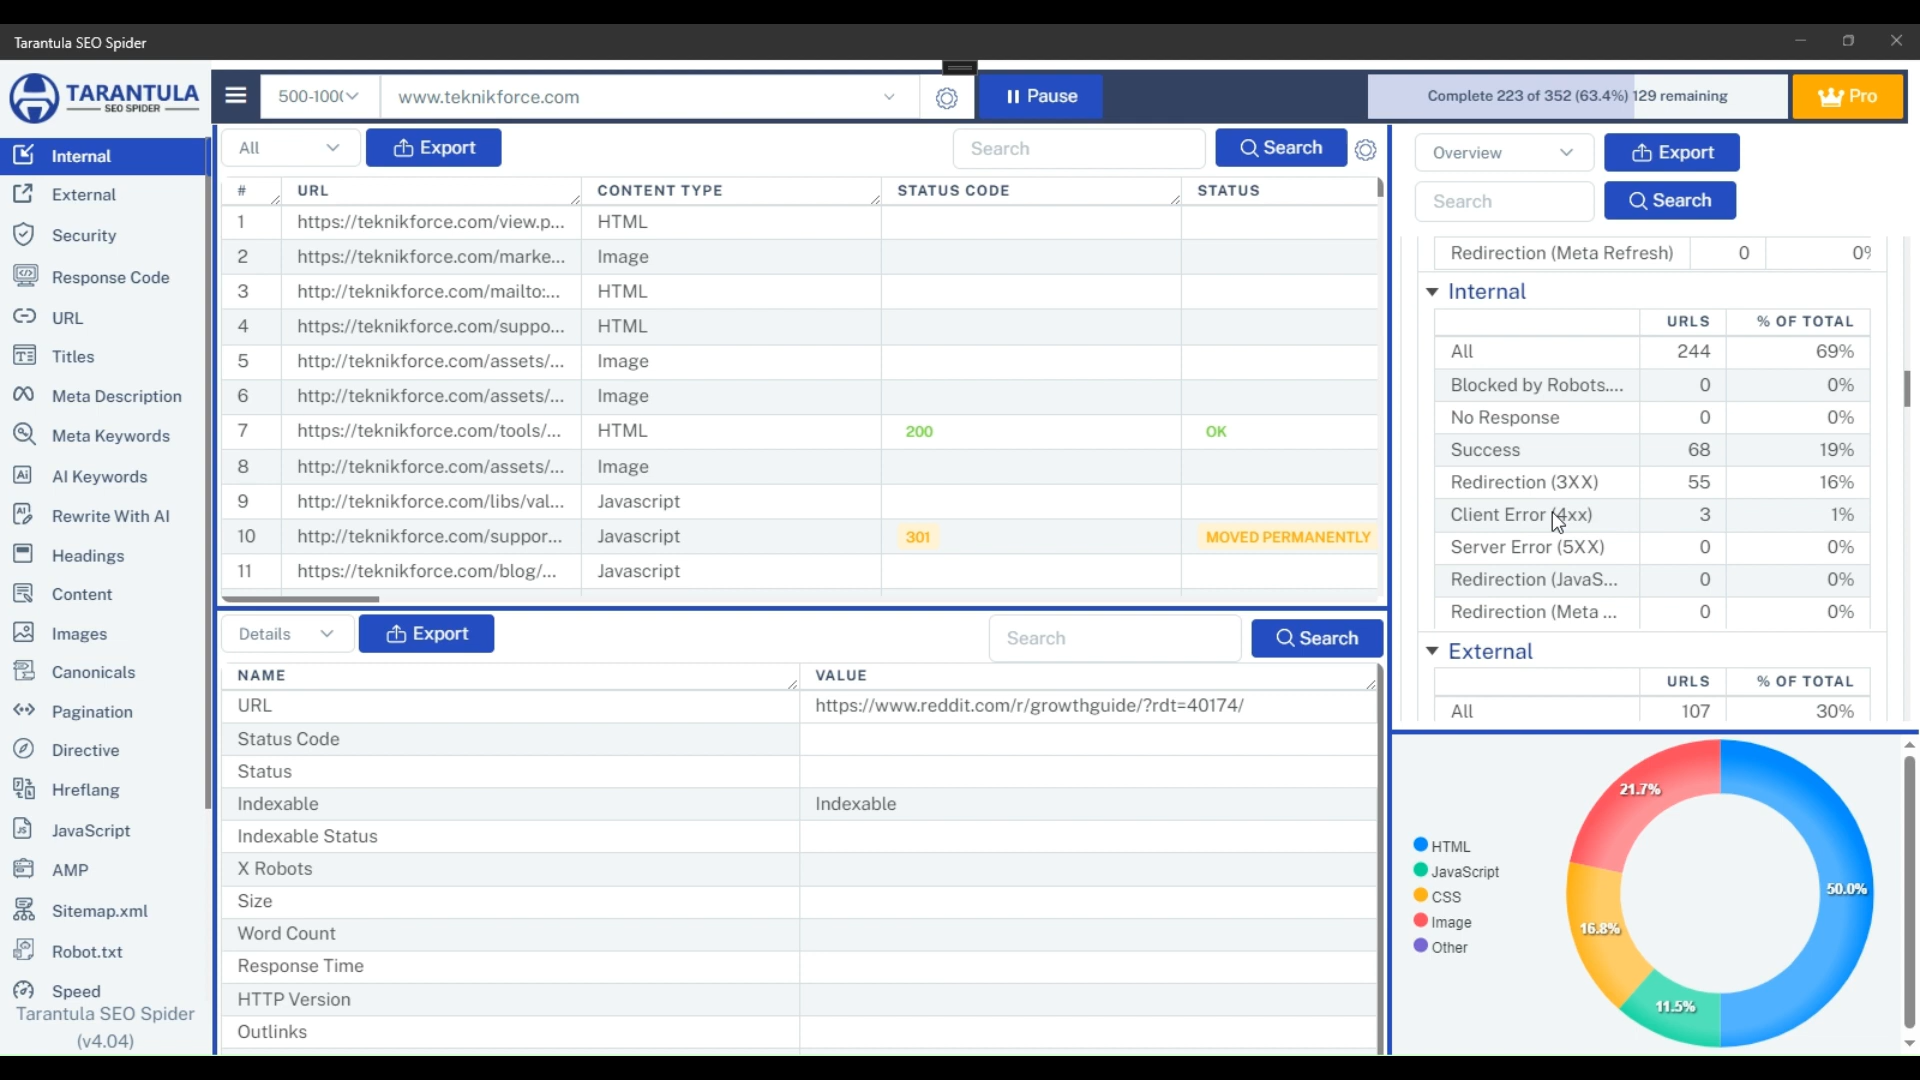 Tarantula SEO Spider
TARANTULA
SEO SPIDER
500-100(
www.teknikforce.com
Pause
Complete 223 of 352 (63.4%) 129 remaining
Pro
Internal
External
Security
Response Code
URL
Titles
Meta Description
Meta Keywords
AI Keywords
Rewrite With AI
Headings
Content
Images
Canonicals
Pagination
Directive
Hreflang
JavaScript
AMP
Sitemap.xml
Robot.txt
Speed
Tarantula SEO Spider
(v4.04)
All
Export
Search
Search
# URL CONTENT TYPE STATUS CODE STATUS
1 https://teknikforce.com/view.p... HTML
2 https://teknikforce.com/marke... Image
3 http://teknikforce.com/mailto:... HTML
4 https://teknikforce.com/suppo... HTML
5 http://teknikforce.com/assets/... Image
6 http://teknikforce.com/assets/... Image
7 https://teknikforce.com/tools/... HTML 200 OK
8 http://teknikforce.com/assets/... Image
9 http://teknikforce.com/libs/val... Javascript
10 http://teknikforce.com/suppor... Javascript 301 MOVED PERMANENTLY
11 https://teknikforce.com/blog/... Javascript
Details
Export
Search
Search
NAME VALUE
URL https://www.reddit.com/r/growthguide/?rdt=40174/
Status Code
Status
Indexable Indexable
Indexable Status
X Robots
Size
Word Count
Response Time
HTTP Version
Outlinks
Overview
Export
Search
Search
Redirection (Meta Refresh) 0 0%
Internal
URLS % OF TOTAL
All 244 69%
Blocked by Robots.... 0 0%
No Response 0 0%
Success 68 19%
Redirection (3XX) 55 16%
Client Error (4xx) 3 1%
Server Error (5XX) 0 0%
Redirection (JavaS... 0 0%
Redirection (Meta ... 0 0%
External
URLS % OF TOTAL
All 107 30%
HTML
JavaScript
CSS
Image
Other
21.7%
50.0%
16.8%
11.5%